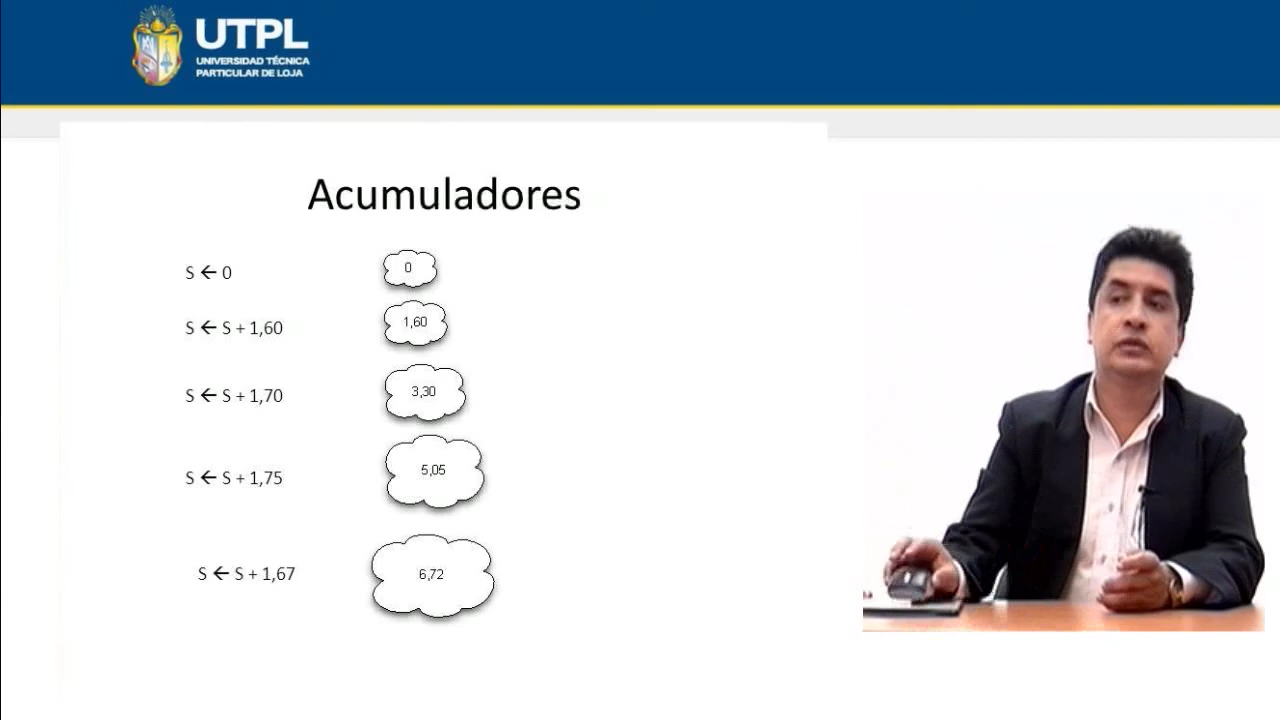 UTPL
UNIVERSIDAD TÉCNICA
PARTICULAR DE LOJA
Acumuladores
S ← 0
0
S ← S + 1,60
1,60
S ← S + 1,70
3,30
S ← S + 1,75
5,05
S ← S + 1,67
6,72